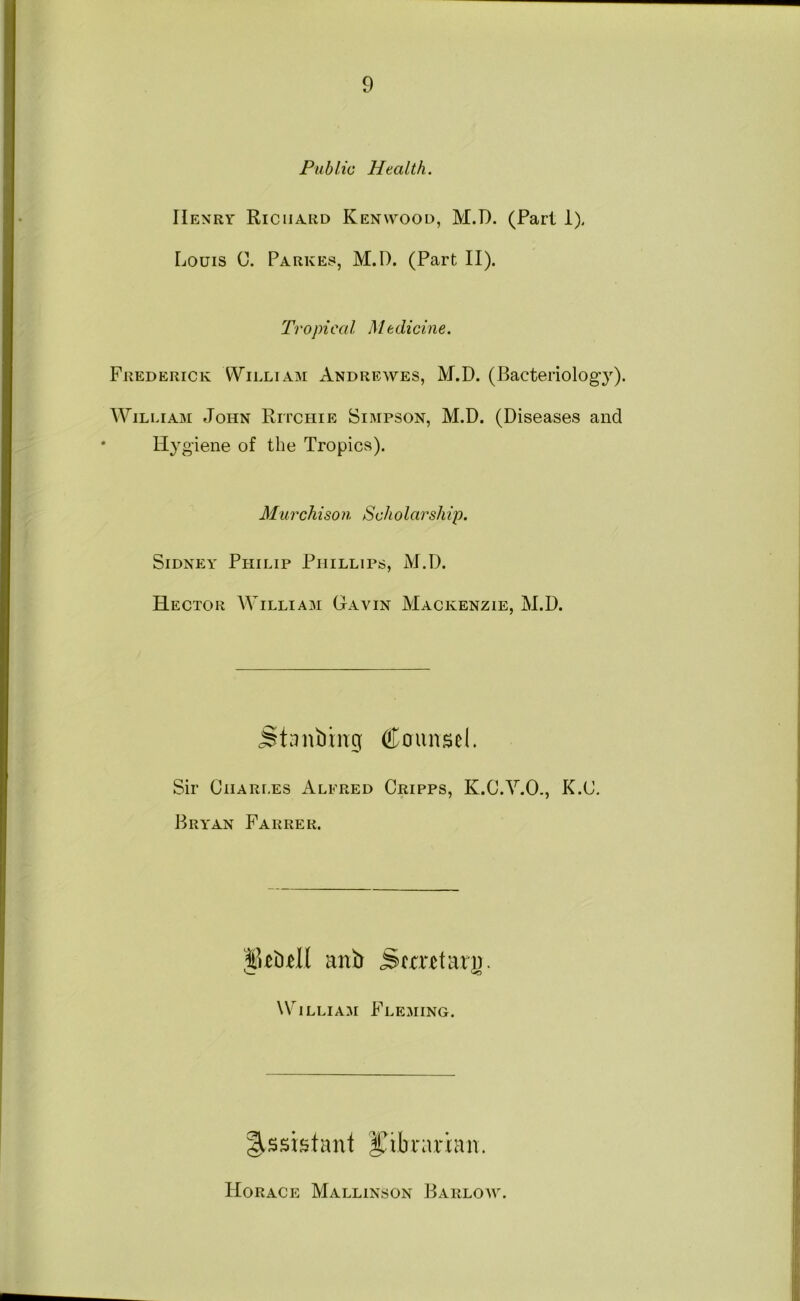 9
Public Health.
Henry Richard Kenwood, M.D. (Part I).
Louis C. Parkes, M.D. (Part II).
Tropical Medicine.
Frederick William Andrewes, M.D. (Bacteriology).
William John Ritchie Simpson, M.D. (Diseases and
Hygiene of the Tropics).
Murchison Scholarship.
Sidney Philip Phillips, M.D.
Hector William Gavin Mackenzie, M.D.
Standing Counsel.
Sir Charles Alfred Cripps, K.C.V.O., K.C.
Bryan Farrer.
Bedell and Secretary.
William Fleming.
Assistant Librarian.
Horace Mallinson Barlow.